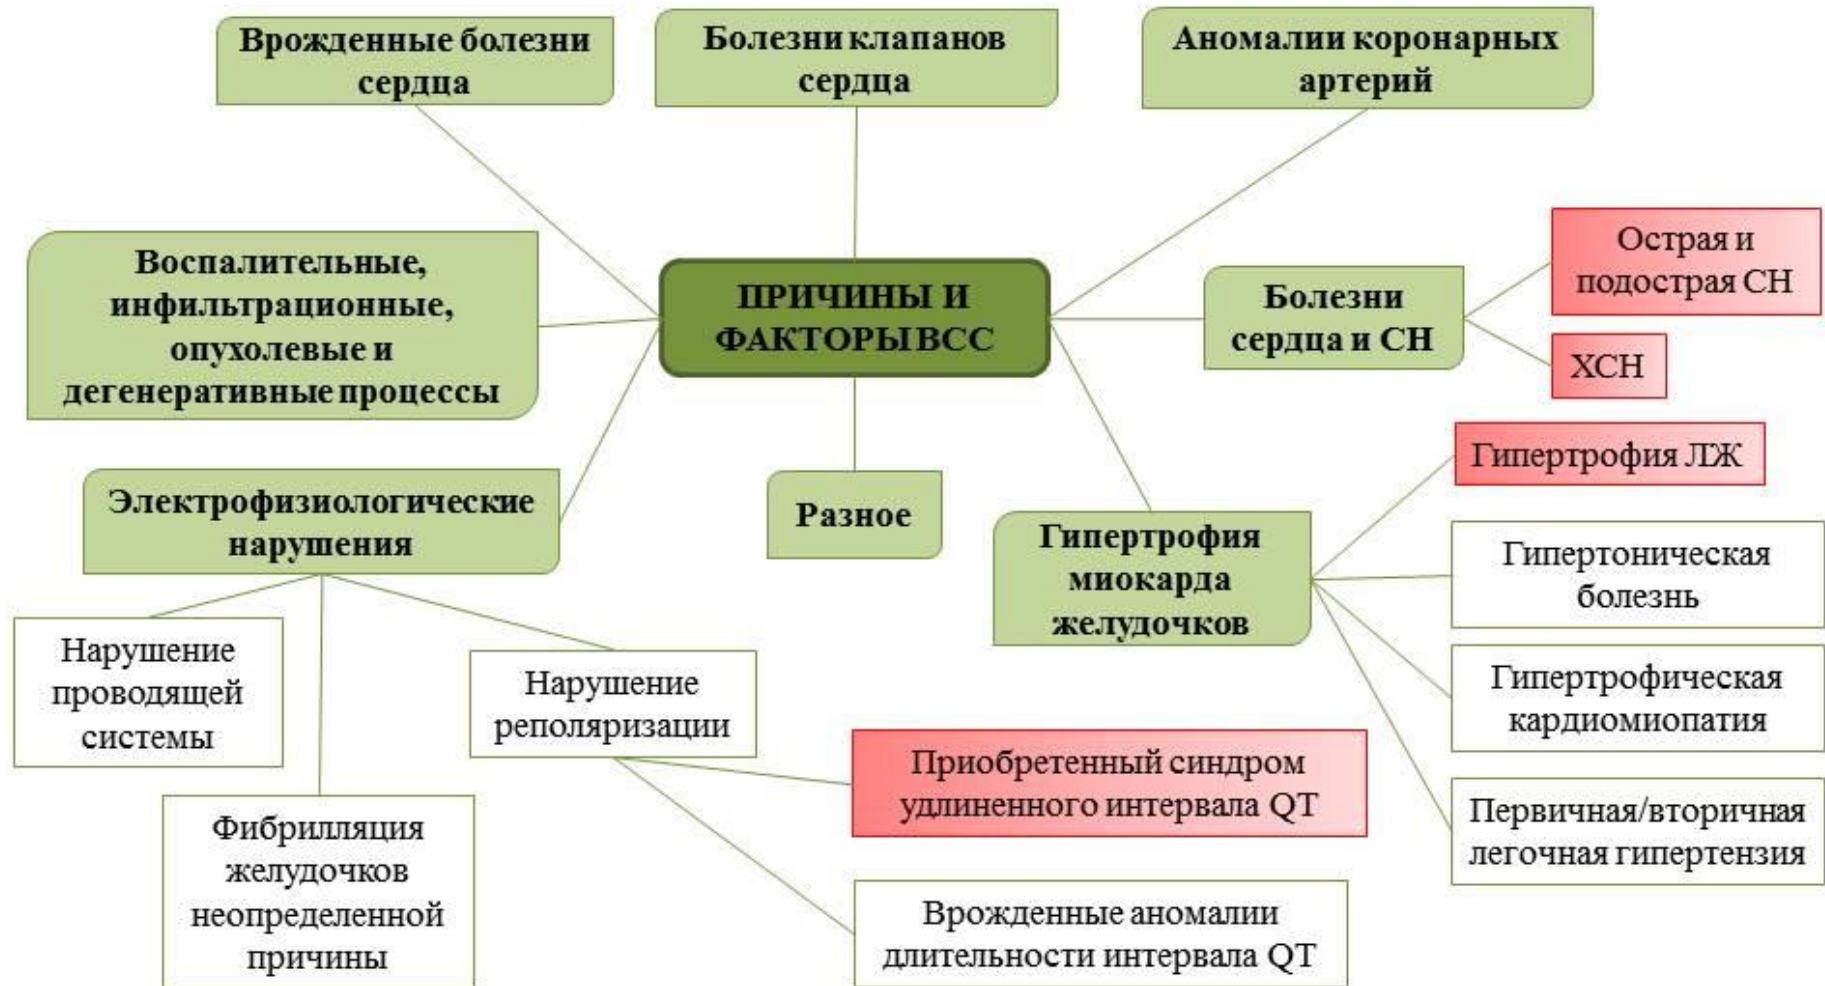 Врожденные болезни
сердца
Болезни клапанов
сердца
Аномалии коронарных
артерий
Воспалительные,
инфильтрационные,
опухолевые и
дегенеративные процессы
ПРИЧИНЫ И
ФАКТОРЫ ВСС
Болезни
сердца и СН
Острая и
подострая СН
ХСН
Электрофизиологические
нарушения
Разное
Гипертрофия
миокарда
желудочков
Гипертрофия ЛЖ
Гипертоническая
болезнь
Гипертрофическая
кардиомиопатия
Первичная/вторичная
легочная гипертензия
Нарушение
проводящей
системы
Нарушение
реполяризации
Фибрилляция
желудочков
неопределенной
причины
Приобретенный синдром
удлиненного интервала QT
Врожденные аномалии
длительности интервала QT